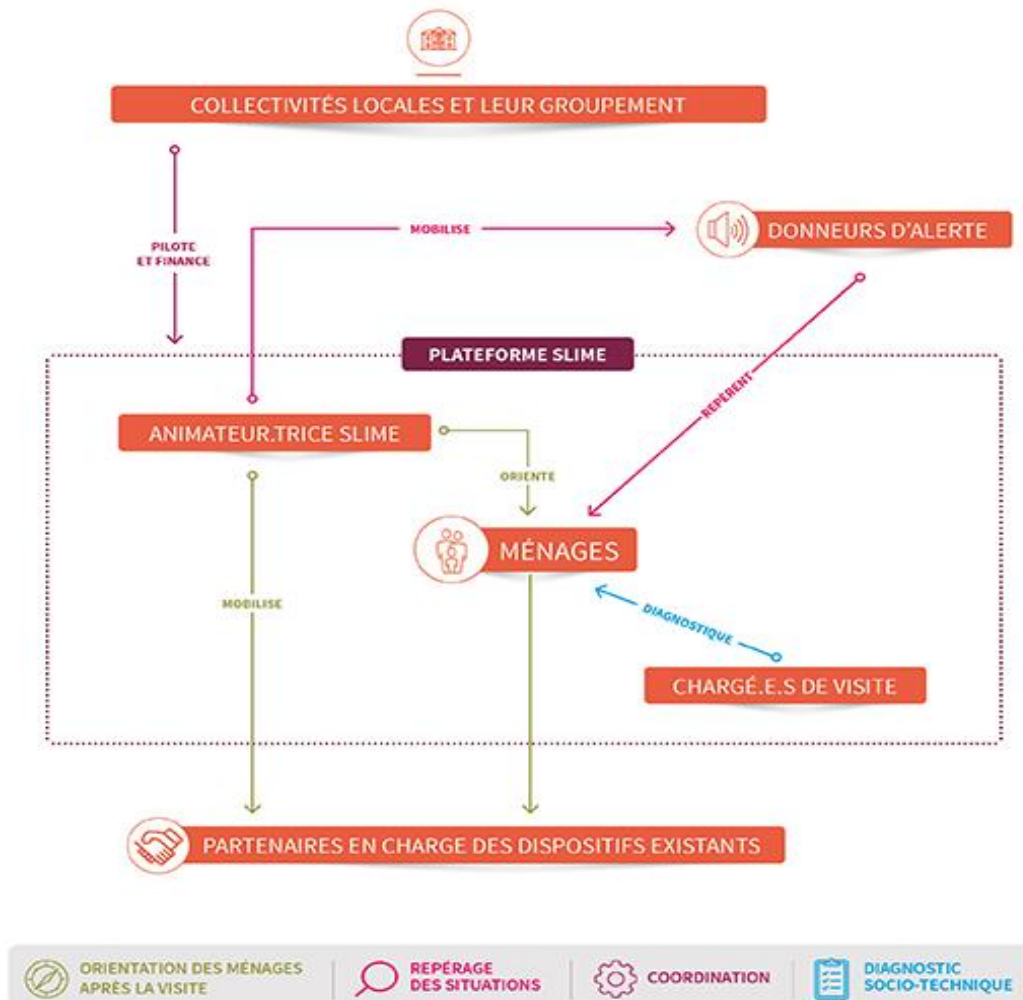 COLLECTIVITÉS LOCALES ET LEUR GROUPEMENT
PILOTE
ET FINANCE
MOBILISE
DONNEURS D'ALERTE
PLATEFORME SLIME
REPÈRENT
ANIMATEUR.TRICE SLIME
ORIENTE
MÉNAGES
MOBILISE
DIAGNOSTIQUE
CHARGÉ.E.S DE VISITE
PARTENAIRES EN CHARGE DES DISPOSITIFS EXISTANTS
ORIENTATION DES MÉNAGES
APRÈS LA VISITE
REPÉRAGE
DES SITUATIONS
COORDINATION
DIAGNOSTIC
SOCIO-TECHNIQUE